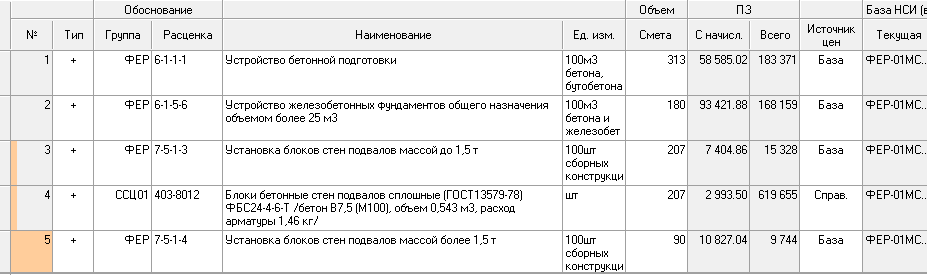 Обоснование Объем ПЗ База НСИ (в
№ Тип Группа Расценка Наименование Ед. изм. Смета С начисл. Всего Источник цен Текущая
1 + ФЕР 6-1-1-1 Устройство бетонной подготовки 100м3 313 58 585.02 183 371 База ФЕР-01МС...
бетона,
бутобетона
2 + ФЕР 6-1-5-6 Устройство железобетонных фундаментов общего назначения 100м3 180 93 421.88 168 159 База ФЕР-01МС...
объемом более 25 м3 бетона и
железобет
3 + ФЕР 7-5-1-3 Установка блоков стен подвалов массой до 1,5 т 100шт 207 7 404.86 15 328 База ФЕР-01МС...
сборных
конструкци
4 + ССЦ01 403-8012 Блоки бетонные стен подвалов сплошные (ГОСТ13579-78) шт 207 2 993.50 619 655 Справ. ФЕР-01МС...
ФБС24-4-6-Т /бетон В7,5 (М100), объем 0,543 м3, расход
арматуры 1,46 кг/
5 + ФЕР 7-5-1-4 Установка блоков стен подвалов массой более 1,5 т 100шт 90 10 827.04 9 744 База ФЕР-01МС...
сборных
конструкци